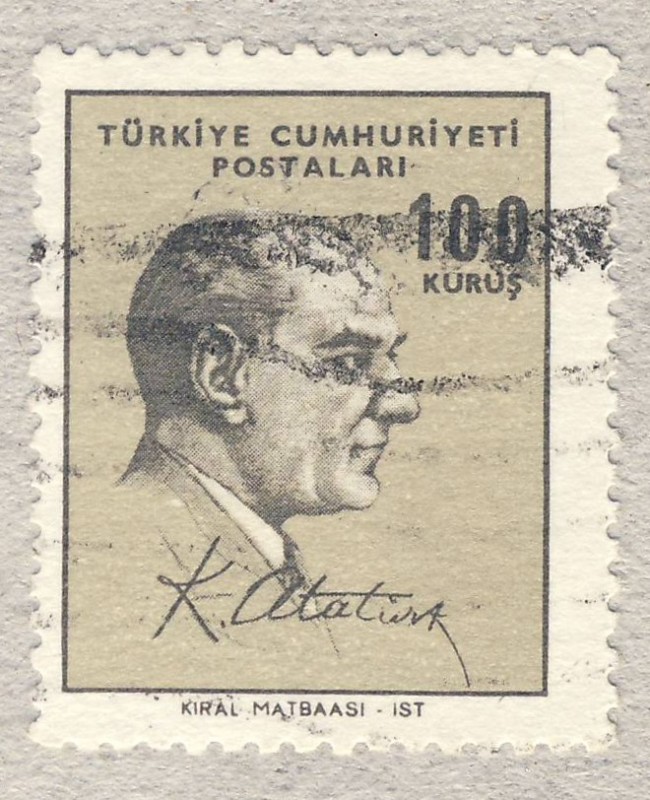 TÜRKİYE CUMHURİYETİ
POSTALARI
100
KURUŞ
K. Atatürk
KIRAL MATBAASI - IST